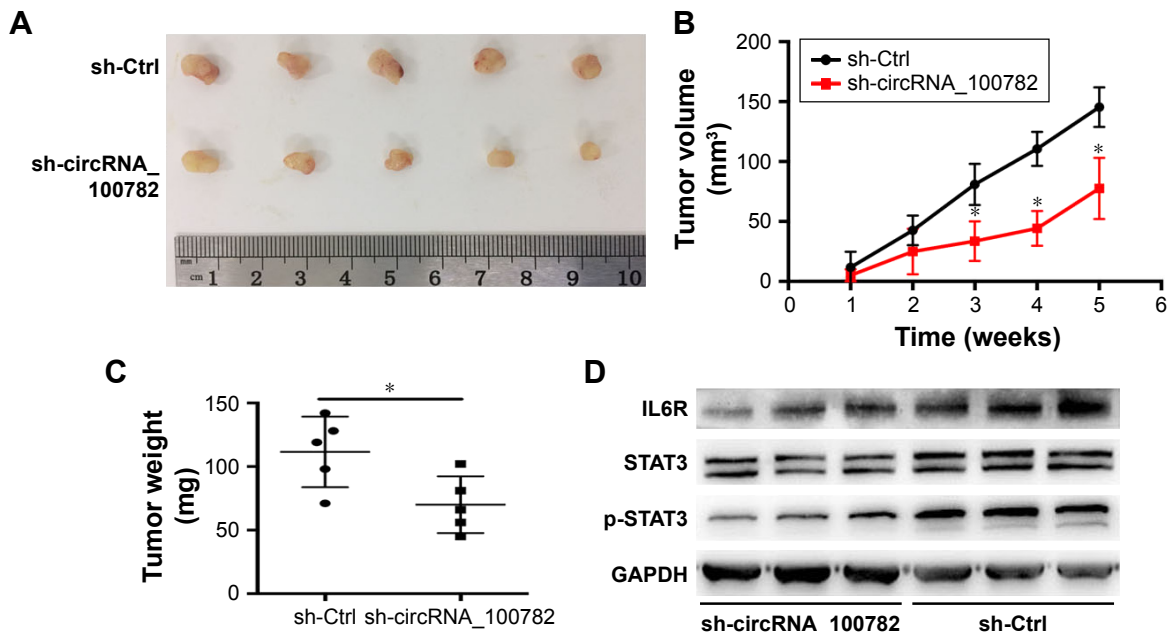 A
sh-Ctrl
sh-circRNA_
100782
mm
cm 1 2 3 4 5 6 7 8 9 10
B
200
150
100
50
0
Tumor volume
(mm³)
sh-Ctrl
sh-circRNA_100782
*
*
*
0 1 2 3 4 5 6
Time (weeks)
C
*
150
100
50
0
Tumor weight
(mg)
sh-Ctrl sh-circRNA_100782
D
IL6R
STAT3
p-STAT3
GAPDH
sh-circRNA_100782 sh-Ctrl